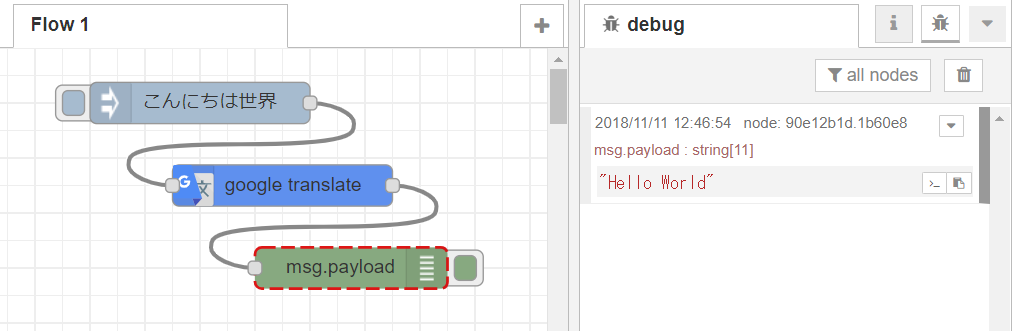 Flow 1
こんにちは世界
google translate
msg.payload
debug
all nodes
2018/11/11 12:46:54 node: 90e12b1d.1b60e8
msg.payload : string[11]
"Hello World"